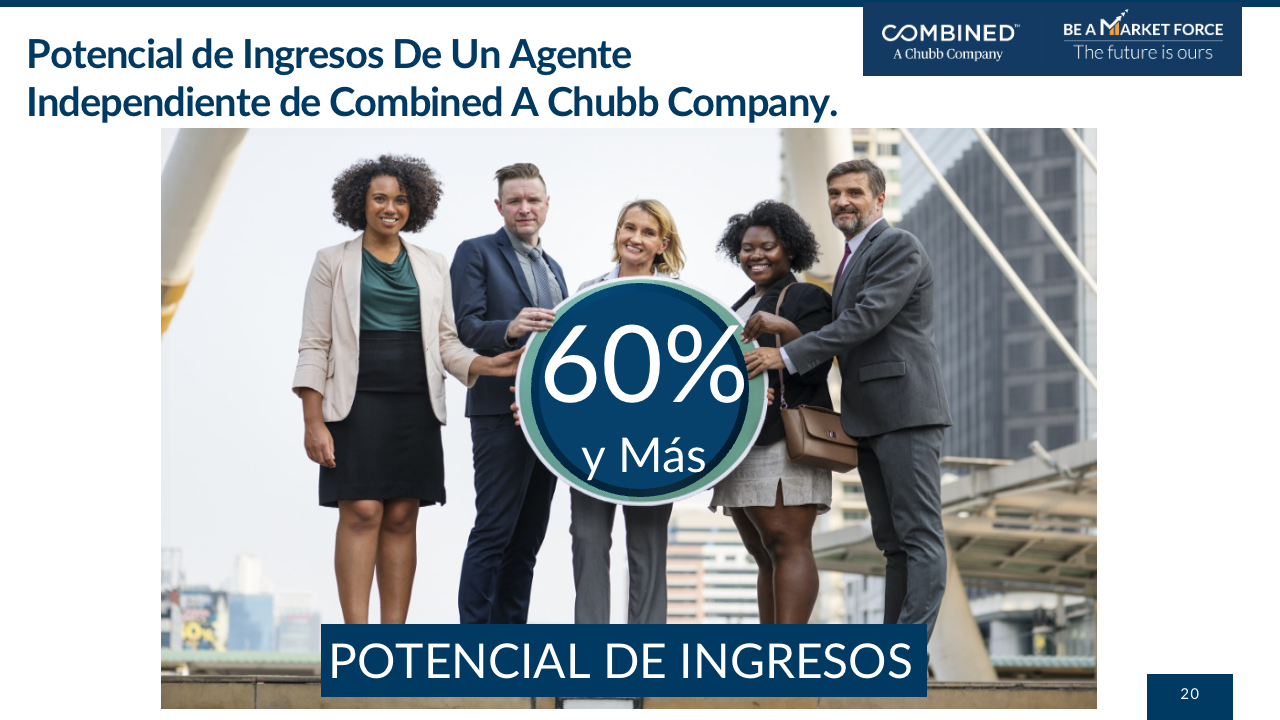 Potencial de Ingresos De Un Agente
Independiente de Combined A Chubb Company.
COMBINED™
A Chubb Company
BE A MARKET FORCE
The future is ours
60%
y Más
POTENCIAL DE INGRESOS
20